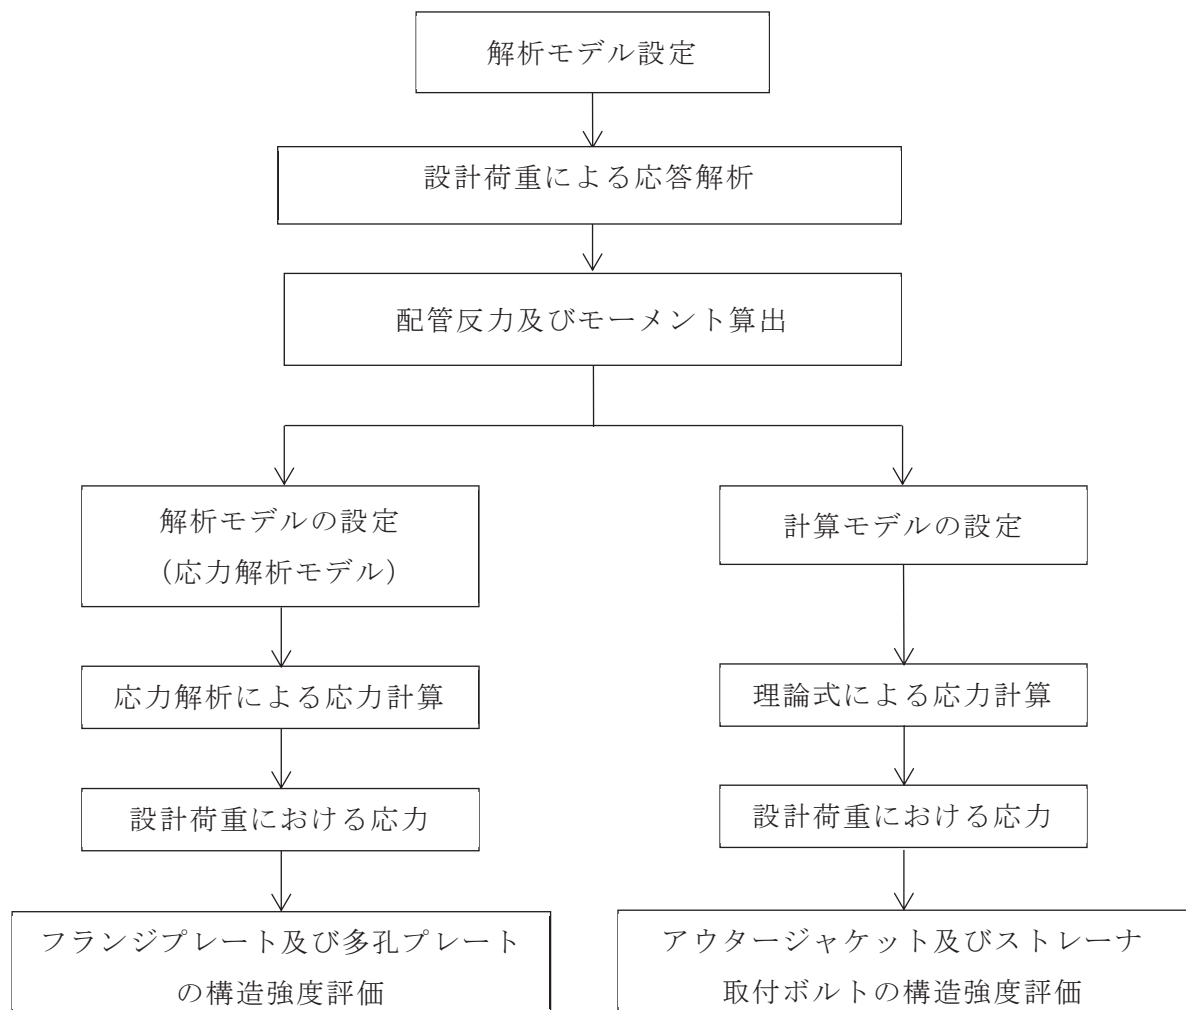 解析モデル設定
設計荷重による応答解析
配管反力及びモーメント算出
解析モデルの設定
（応力解析モデル）
応力解析による応力計算
設計荷重における応力
フランジプレート及び多孔プレート
の構造強度評価
計算モデルの設定
理論式による応力計算
設計荷重における応力
アウタージャケット及びストレーナ
取付ボルトの構造強度評価